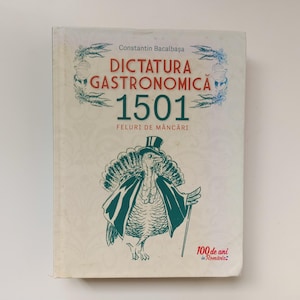 Constantin Bacalbașa
DICTATURA
GASTRONOMICĂ
1501
FELURI DE MÂNCĂRI
100 de ani